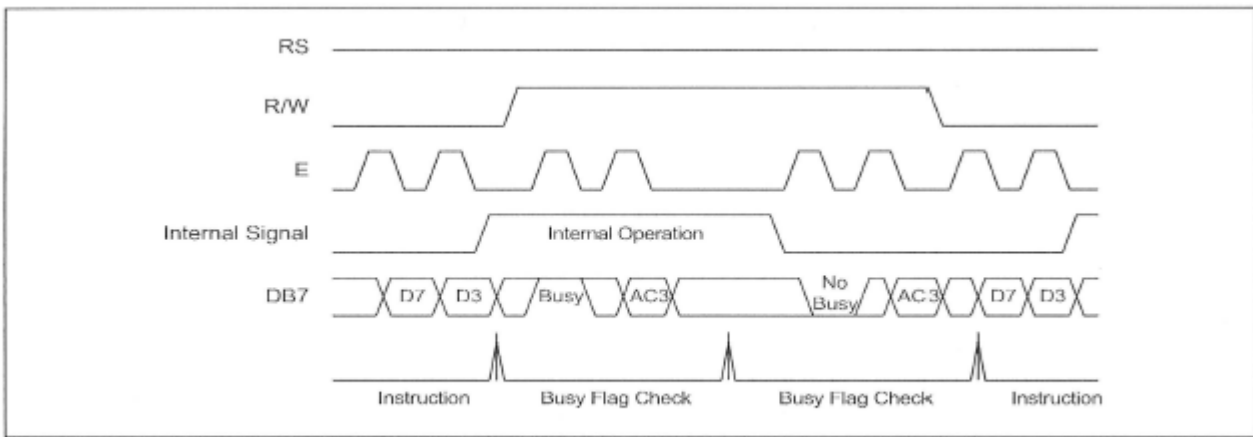 RS
R/W
E
Internal Signal
Internal Operation
DB7
D7
D3
Busy
AC3
No
Busy
AC3
D7
D3
Instruction
Busy Flag Check
Busy Flag Check
Instruction